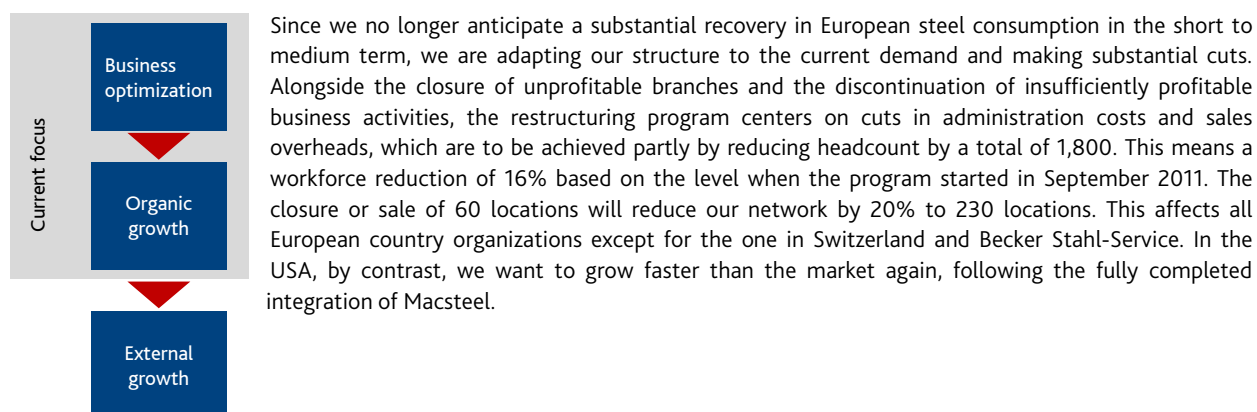 Current focus
Business
optimization
Organic
growth
External
growth
Since we no longer anticipate a substantial recovery in European steel consumption in the short to
medium term, we are adapting our structure to the current demand and making substantial cuts.
Alongside the closure of unprofitable branches and the discontinuation of insufficiently profitable
business activities, the restructuring program centers on cuts in administration costs and sales
overheads, which are to be achieved partly by reducing headcount by a total of 1,800. This means a
workforce reduction of 16% based on the level when the program started in September 2011. The
closure or sale of 60 locations will reduce our network by 20% to 230 locations. This affects all
European country organizations except for the one in Switzerland and Becker Stahl-Service. In the
USA, by contrast, we want to grow faster than the market again, following the fully completed
integration of Macsteel.